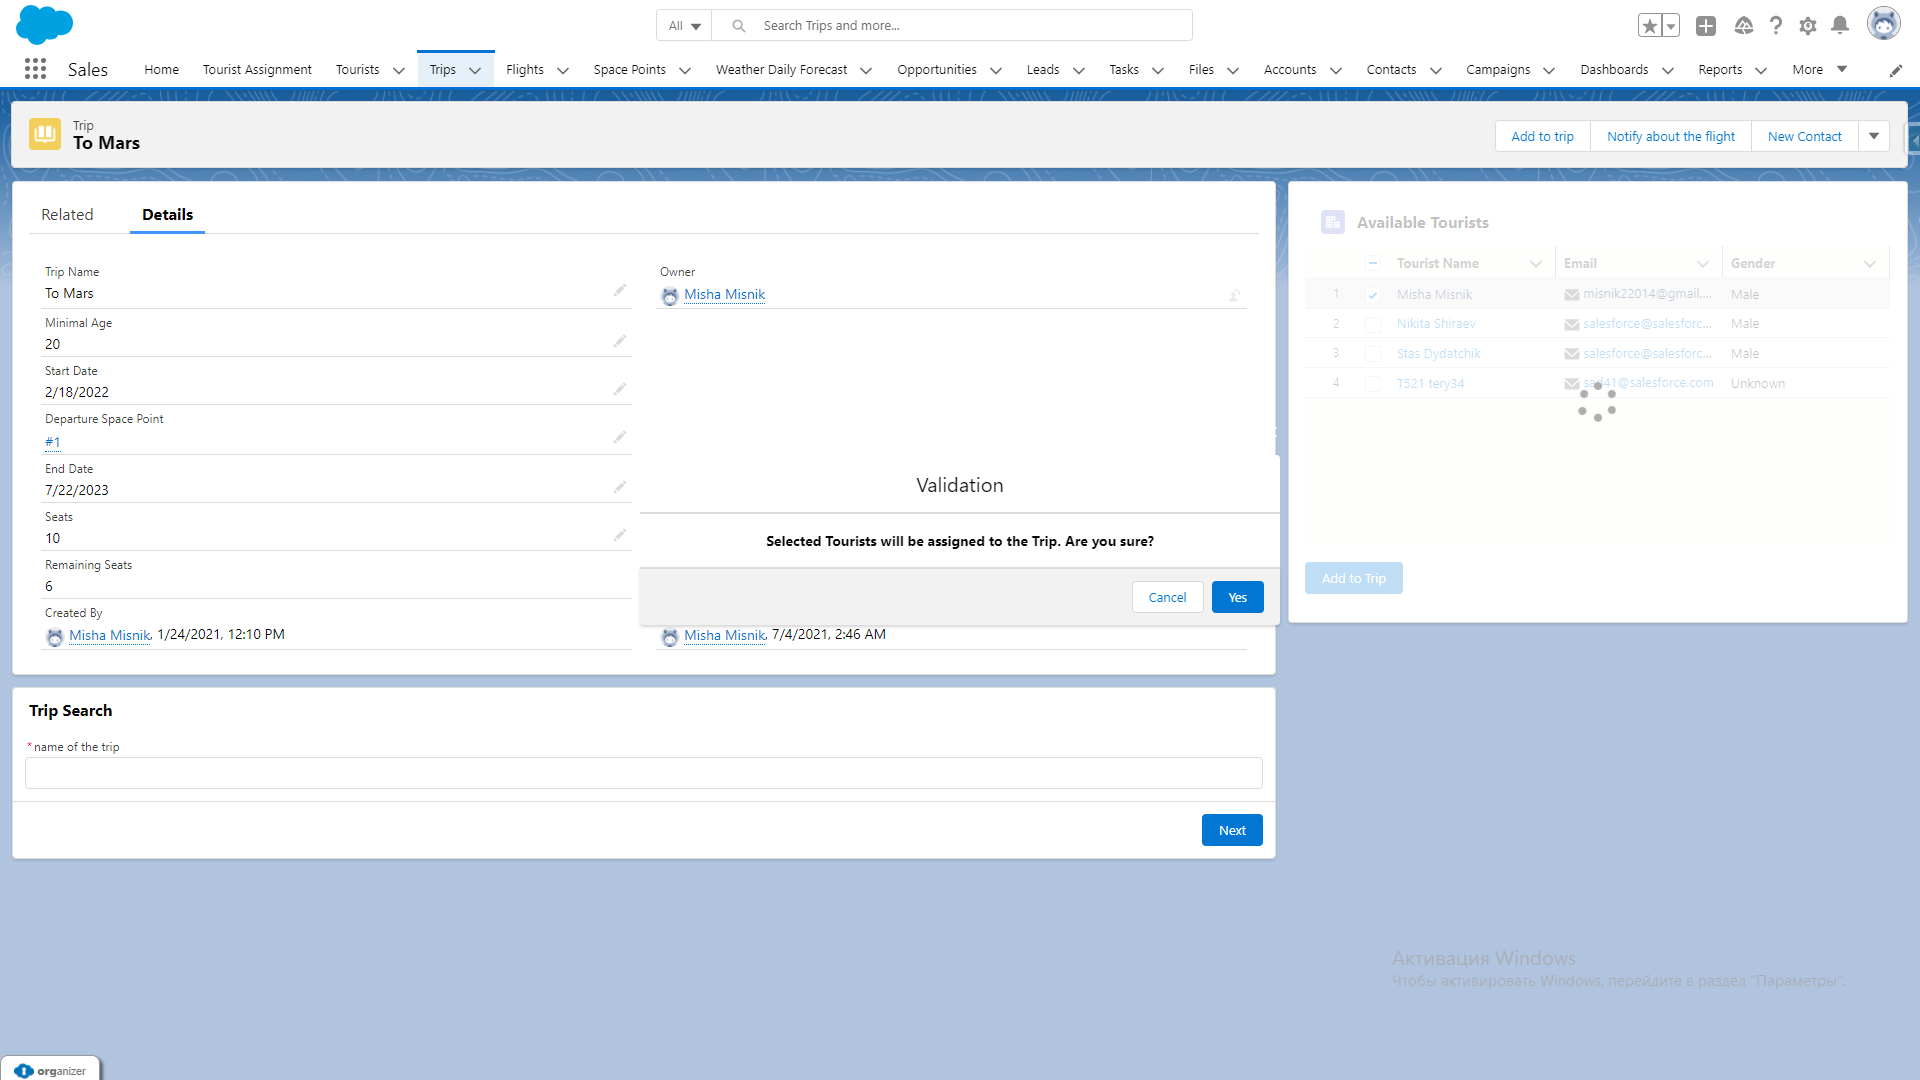 All
Search Trips and more...
Sales
Home
Tourist Assignment
Tourists
Trips
Flights
Space Points
Weather Daily Forecast
Opportunities
Leads
Tasks
Files
Accounts
Contacts
Campaigns
Dashboards
Reports
More
Trip
To Mars
Add to trip
Notify about the flight
New Contact
Related
Details
Trip Name
To Mars
Owner
Misha Misnik
Minimal Age
20
Start Date
2/18/2022
Departure Space Point
#1
End Date
7/22/2023
Seats
10
Remaining Seats
6
Created By
Misha Misnik, 1/24/2021, 12:10 PM
Misha Misnik, 7/4/2021, 2:46 AM
Validation
Selected Tourists will be assigned to the Trip. Are you sure?
Cancel
Yes
Available Tourists
Tourist Name
Email
Gender
1 Misha Misnik misnik22014@gmail.... Male
2 Nikita Shiraev salesforce@salesforc... Male
3 Stas Dydatchik salesforce@salesforc... Male
4 T521 tery34 sad41@salesforce.com Unknown
Add to Trip
Trip Search
* name of the trip
Next
Активация Windows
Чтобы активировать Windows, перейдите в раздел "Параметры".
organizer